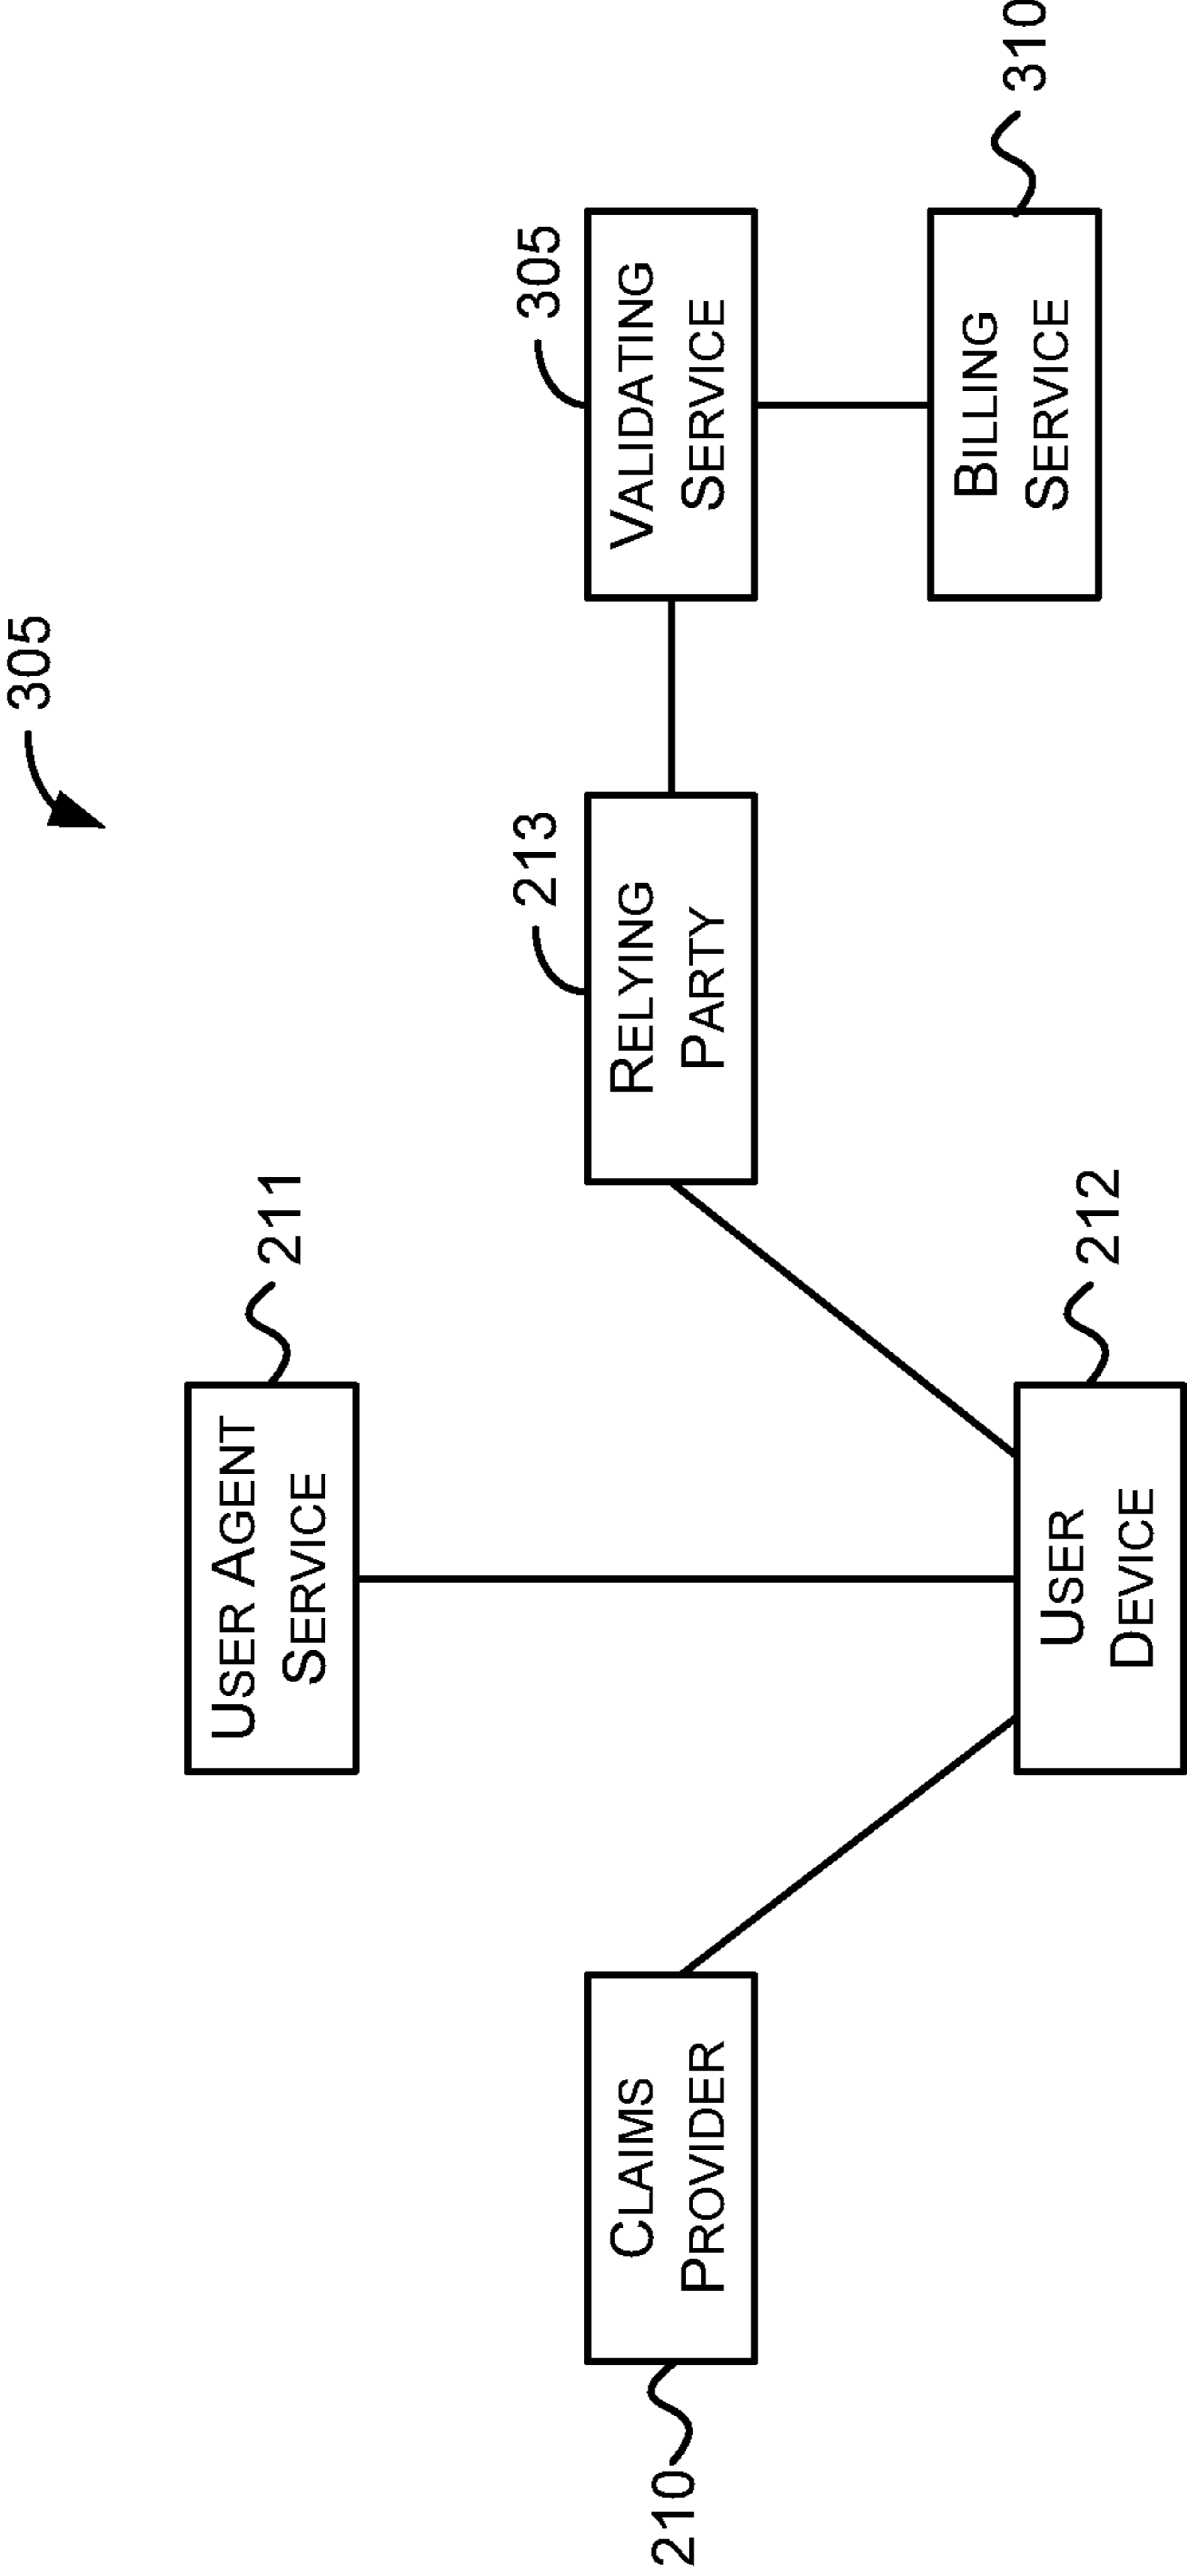 305
211
USER AGENT
SERVICE
213
305
CLAIMS
PROVIDER
RELYING
PARTY
VALIDATING
SERVICE
210
212
USER
DEVICE
BILLING
SERVICE
310